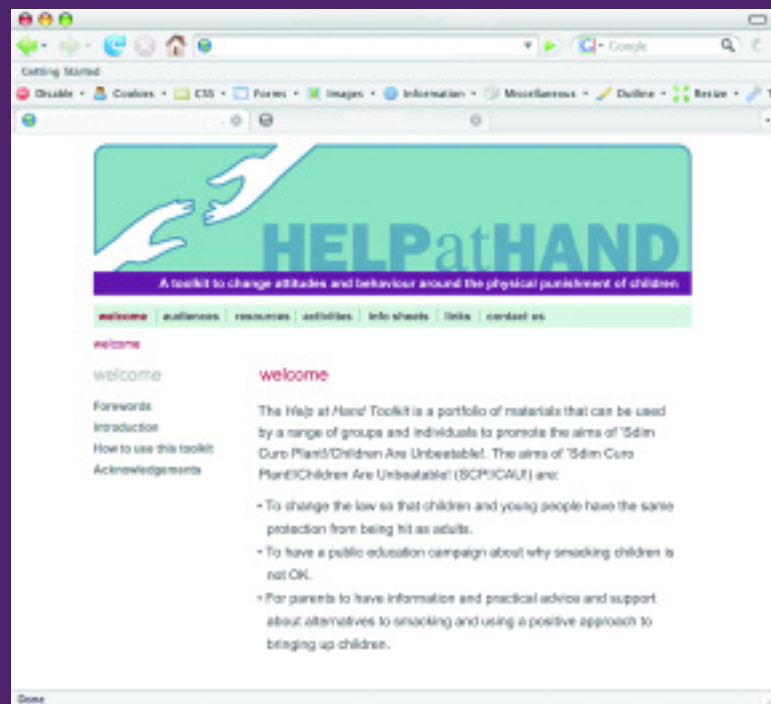 Google
Getting Started
Disable Cookies CSS Forms Images Information Miscellaneous Outline Resize T
HELPatHAND
A toolkit to change attitudes and behaviour around the physical punishment of children
welcome | audiences | resources | activities | info sheets | links | contact us
welcome
welcome
Forewords
Introduction
How to use this toolkit
Acknowledgements
welcome
The Help at Hand Toolkit is a portfolio of materials that can be used
by a range of groups and individuals to promote the aims of 'Sdim
Curo Plant!/Children Are Unbeatable!. The aims of 'Sdim Curo
Plant!/Children Are Unbeatable! (SCP!/CAU!) are:
• To change the law so that children and young people have the same
protection from being hit as adults.
• To have a public education campaign about why smacking children is
not OK.
• For parents to have information and practical advice and support
about alternatives to smacking and using a positive approach to
bringing up children.
Done